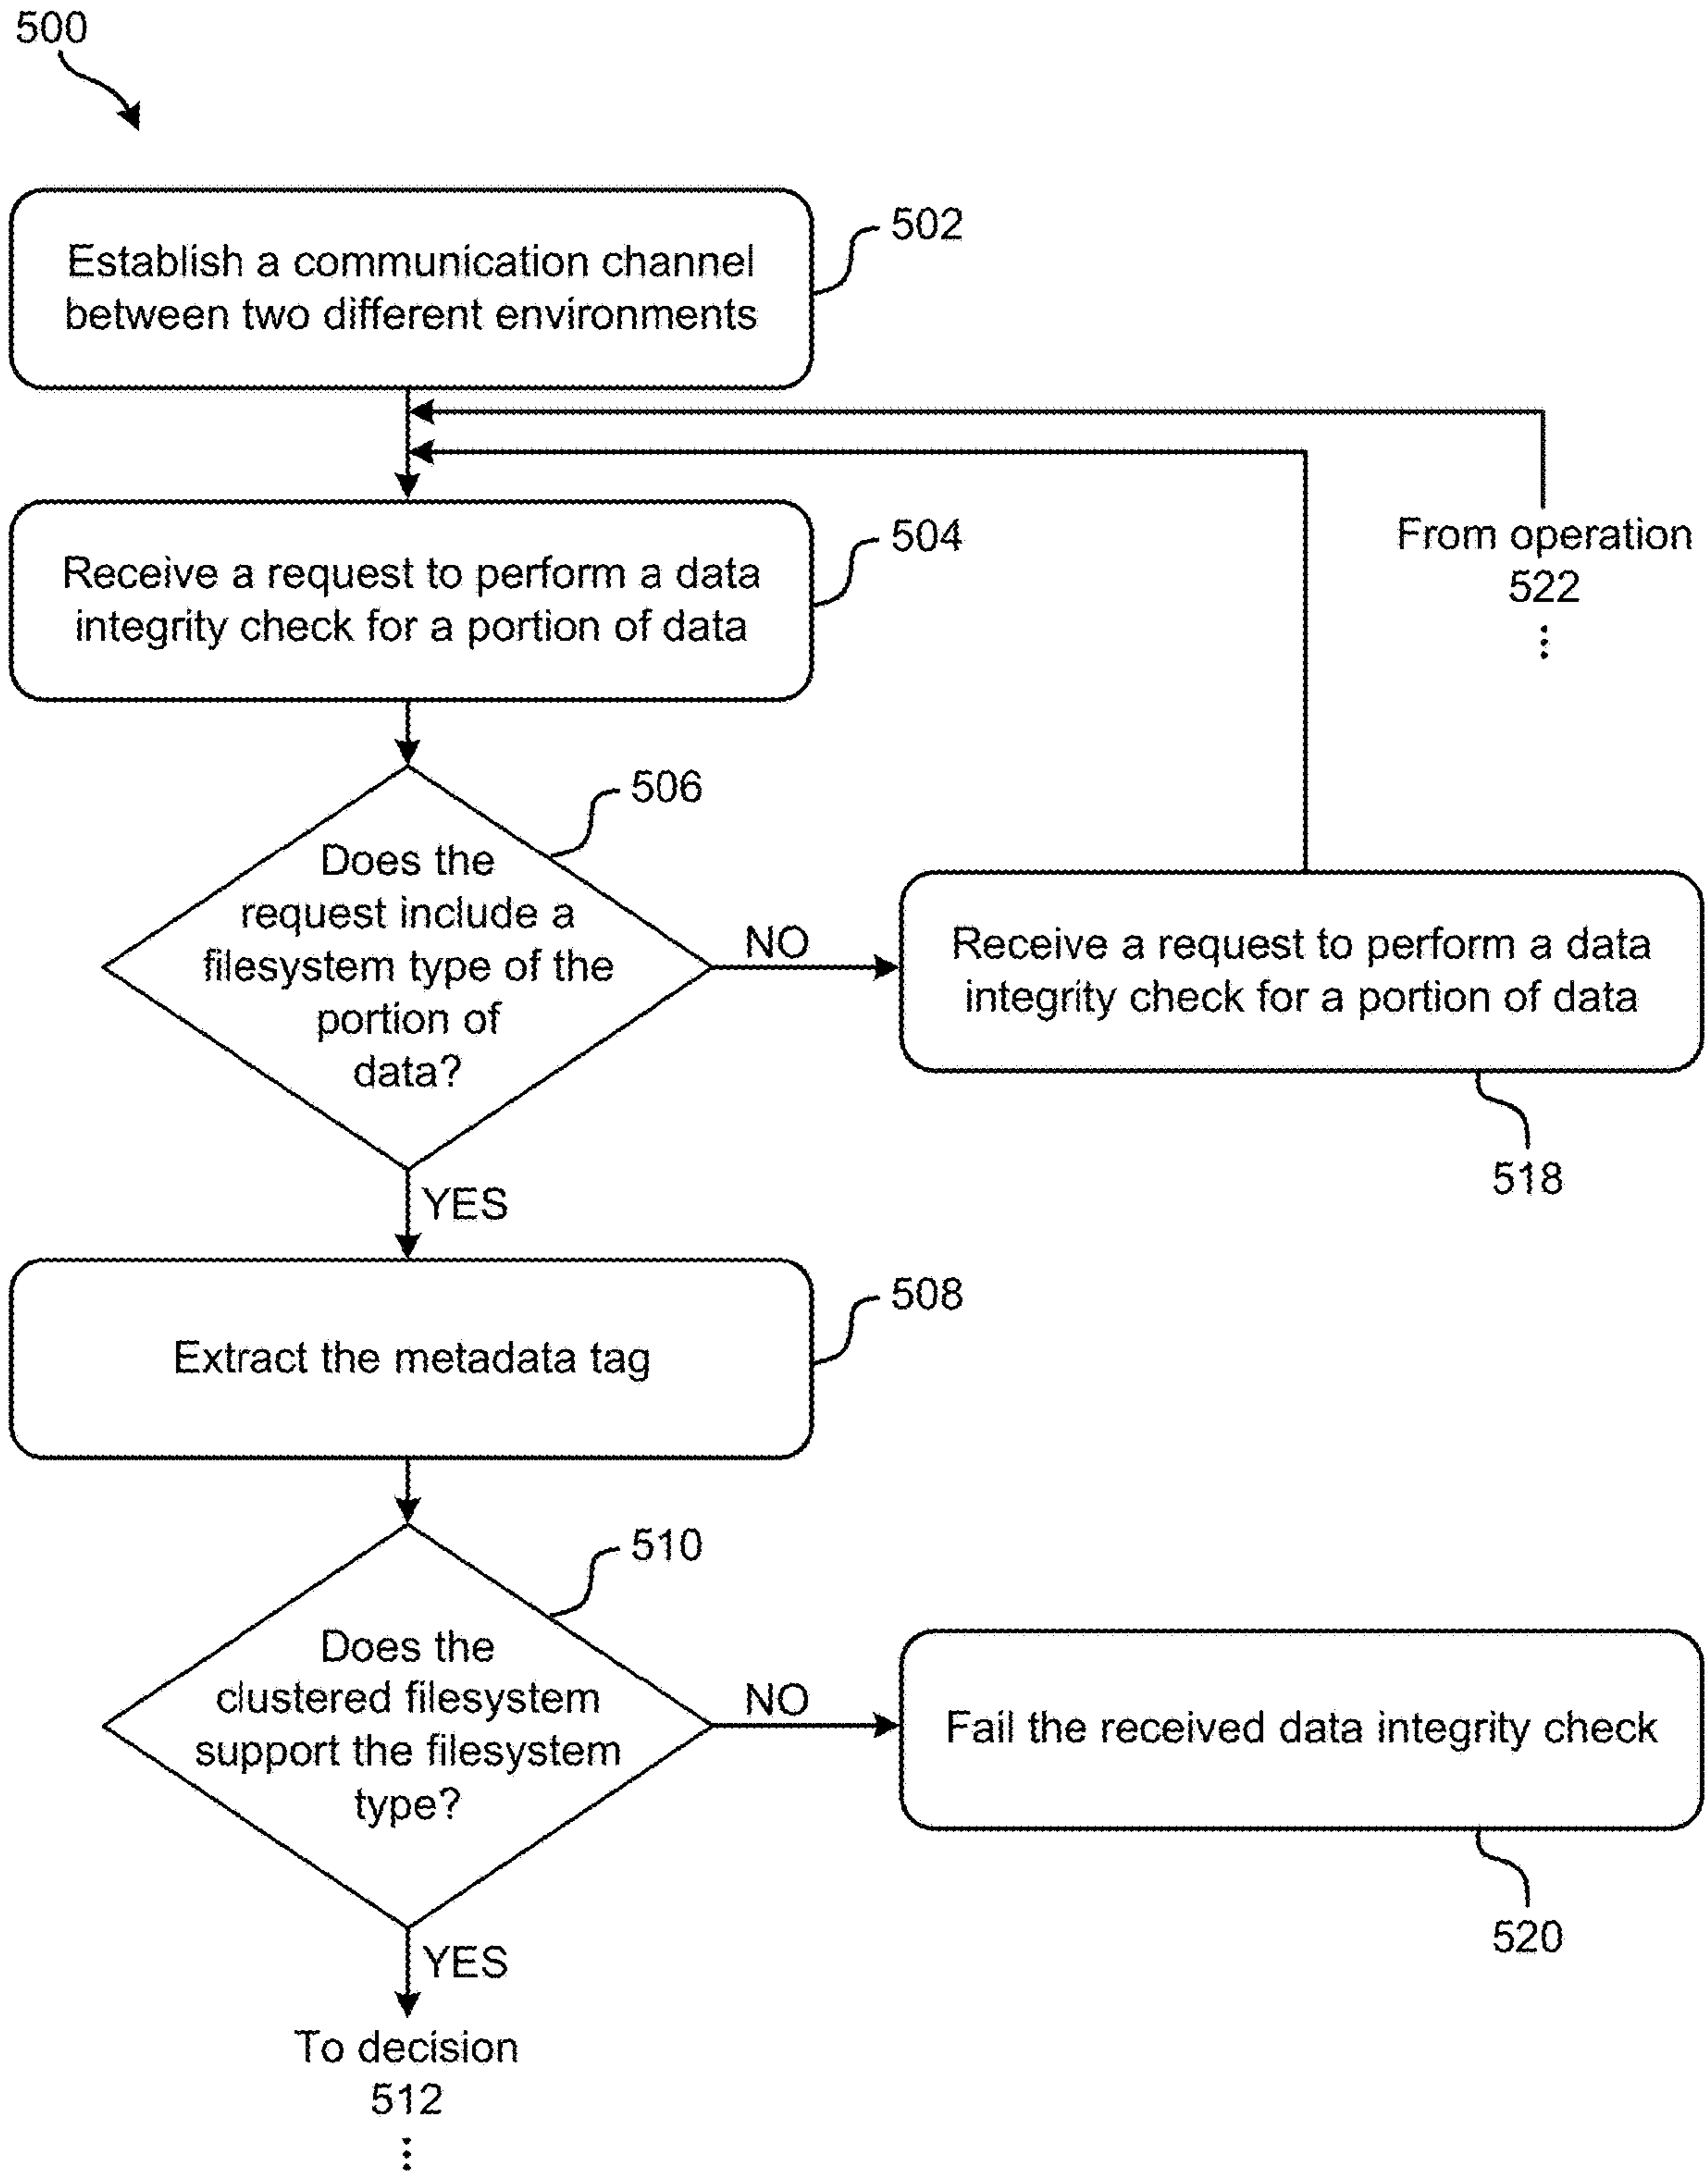 500
502
Establish a communication channel
between two different environments
504
Receive a request to perform a data
integrity check for a portion of data
From operation
522
...
506
Does the
request include a
filesystem type of the
portion of
data?
NO
Receive a request to perform a data
integrity check for a portion of data
518
YES
508
Extract the metadata tag
510
Does the
clustered filesystem
support the filesystem
type?
NO
Fail the received data integrity check
520
YES
To decision
512
...